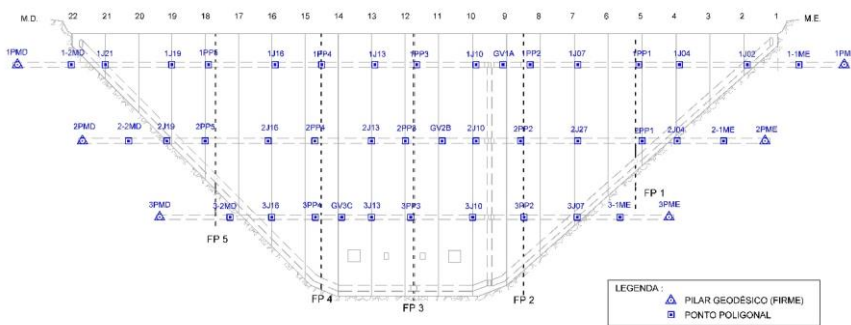 M.D. 22 21 20 19 18 17 16 15 14 13 12 11 10 9 8 7 6 5 4 3 2 1 M.E.
1PMD 1-2MD 1J21 1J19 1PP5 1J16 1PP4 1J13 1PP3 1J10 GV1A 1PP2 1J07 1PP1 1J04 1J02 1-1ME 1PM
2PMD 2-2MD 2J19 2PP5 2J16 2PP4 2J13 2PP3 GV2B 2J10 2PP2 2J27 2PP1 2J04 2-1ME 2PME
3PMD 3-2MD 3J16 3PP4 GV3C 3J13 3PP3 3J10 3PP2 3J07 3-1ME 3PME
FP 1
FP 5
FP 4
FP 3
FP 2
LEGENDA :
PILAR GEODÉSICO (FIRME)
PONTO POLIGONAL